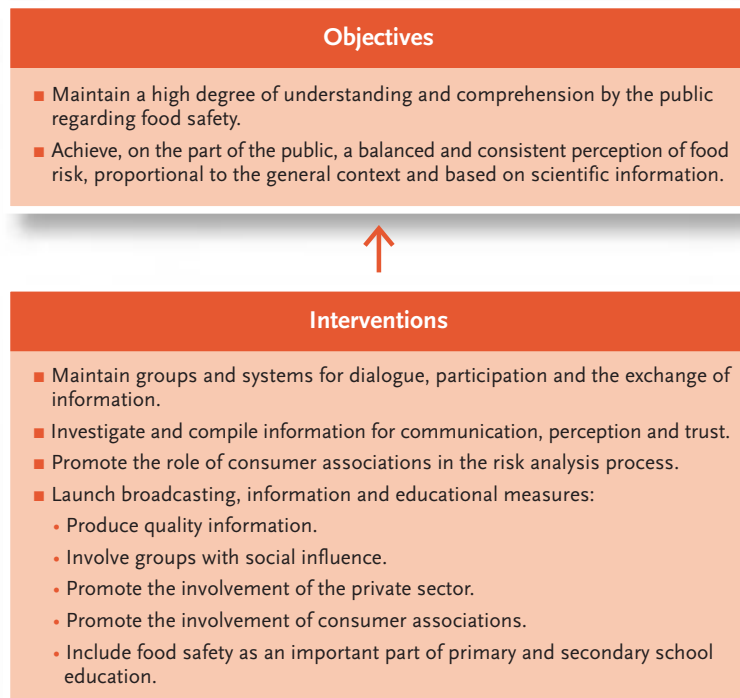 Objectives
■ Maintain a high degree of understanding and comprehension by the public
regarding food safety.
■ Achieve, on the part of the public, a balanced and consistent perception of food
risk, proportional to the general context and based on scientific information.
Interventions
■ Maintain groups and systems for dialogue, participation and the exchange of
information.
■ Investigate and compile information for communication, perception and trust.
■ Promote the role of consumer associations in the risk analysis process.
■ Launch broadcasting, information and educational measures:
• Produce quality information.
• Involve groups with social influence.
• Promote the involvement of the private sector.
• Promote the involvement of consumer associations.
• Include food safety as an important part of primary and secondary school
education.